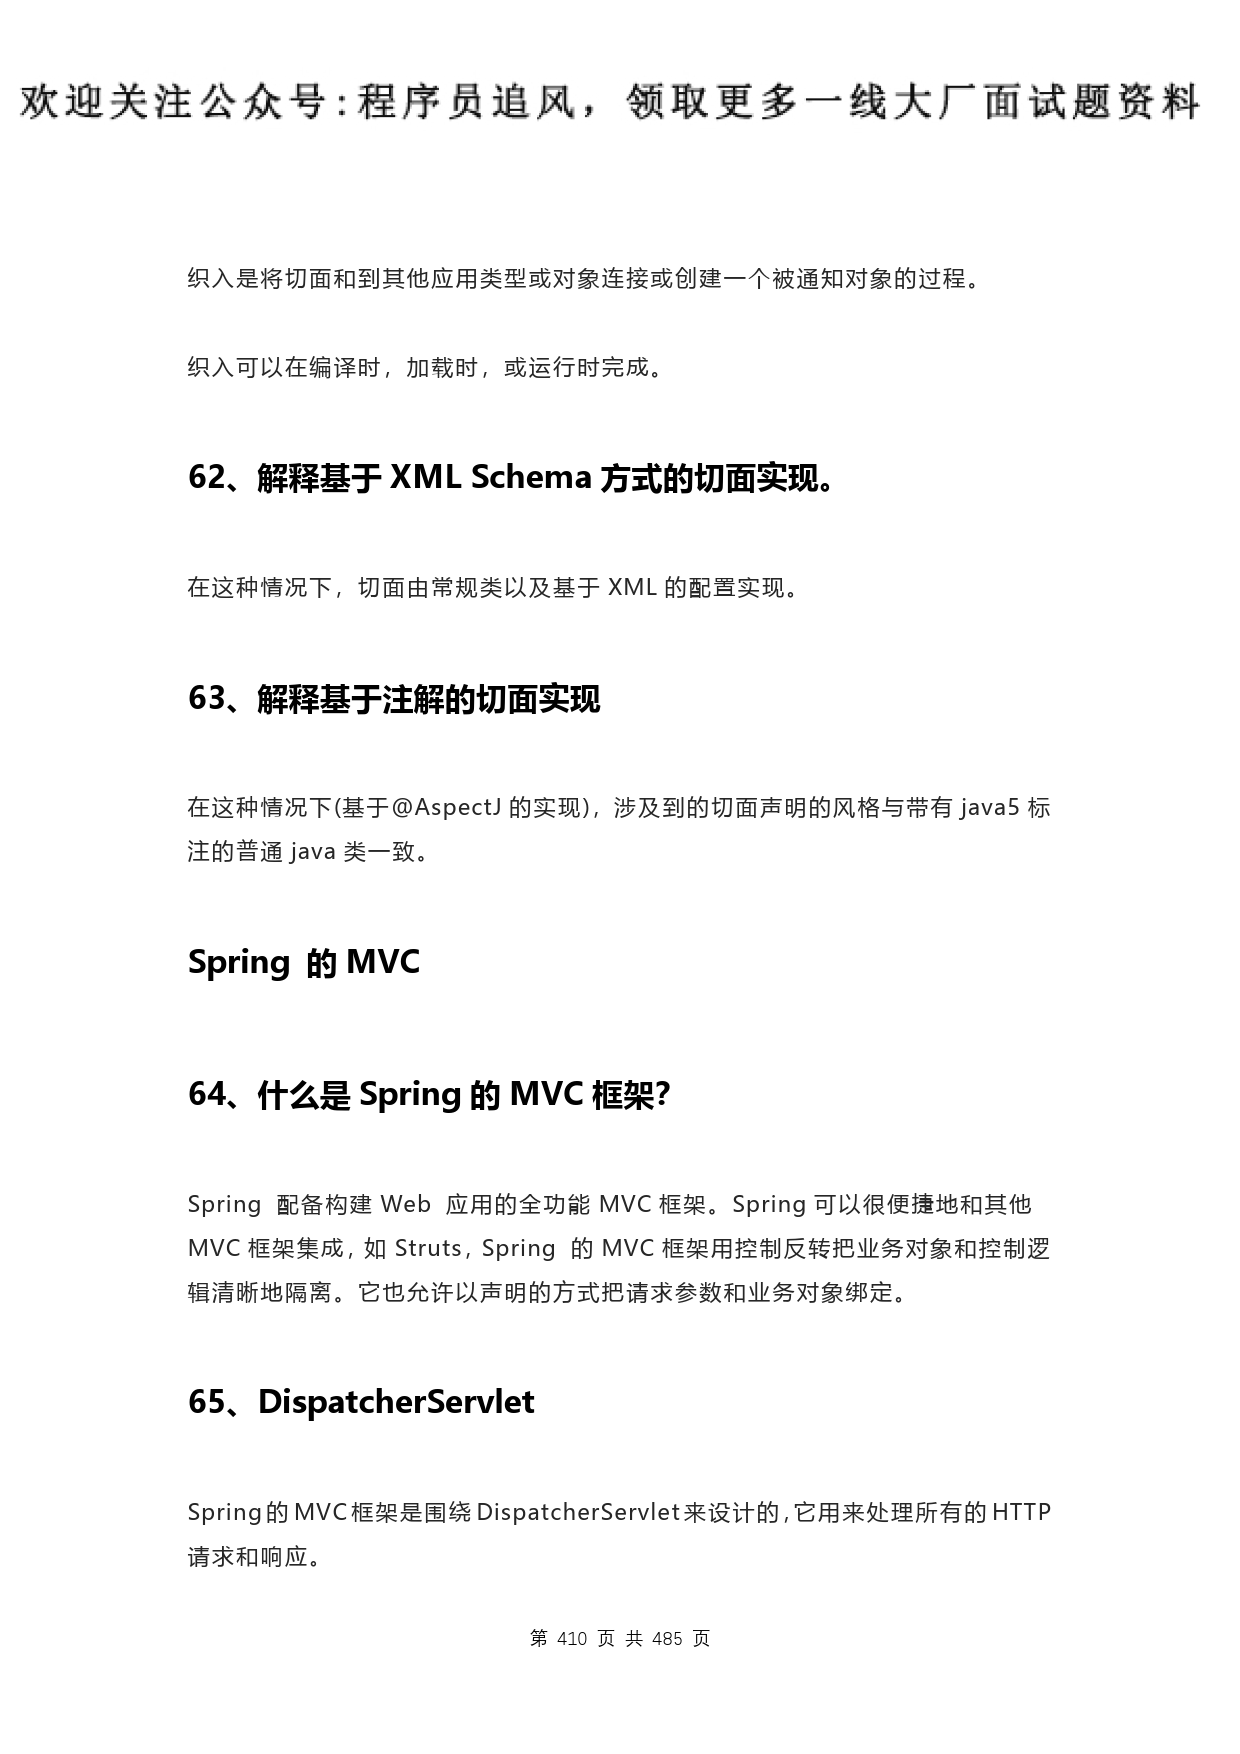 欢迎关注公众号:程序员追风，领取更多一线大厂面试题资料
织入是将切面和到其他应用类型或对象连接或创建一个被通知对象的过程。
织入可以在编译时，加载时，或运行时完成。
62、解释基于 XML Schema 方式的切面实现。
在这种情况下，切面由常规类以及基于 XML 的配置实现。
63、解释基于注解的切面实现
在这种情况下(基于@AspectJ 的实现)，涉及到的切面声明的风格与带有 java5 标
注的普通 java 类一致。
Spring 的 MVC
64、什么是 Spring 的 MVC 框架？
Spring 配备构建 Web 应用的全功能 MVC 框架。Spring 可以很便捷地和其他
MVC 框架集成，如 Struts，Spring 的 MVC 框架用控制反转把业务对象和控制逻
辑清晰地隔离。它也允许以声明的方式把请求参数和业务对象绑定。
65、DispatcherServlet
Spring 的 MVC 框架是围绕 DispatcherServlet 来设计的，它用来处理所有的 HTTP
请求和响应。
第 410 页 共 485 页